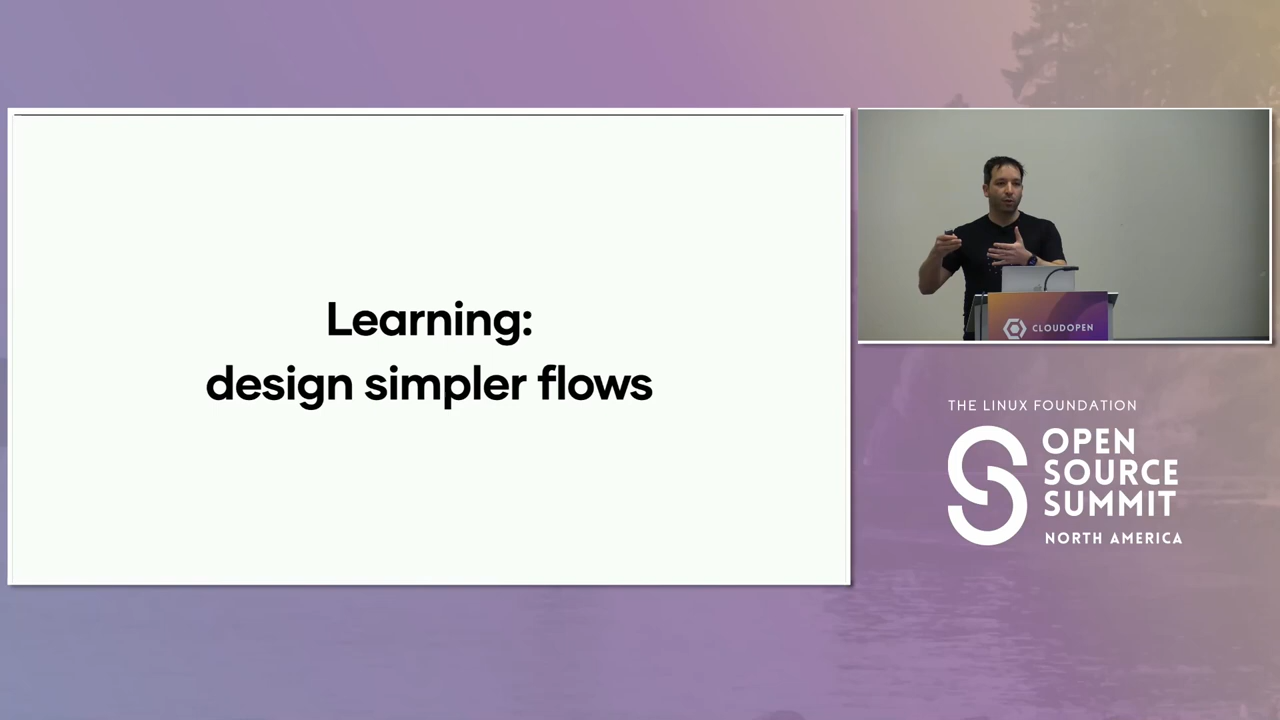 Learning:
design simpler flows
CLOUDOPEN
THE LINUX FOUNDATION
OPEN
SOURCE
SUMMIT
NORTH AMERICA